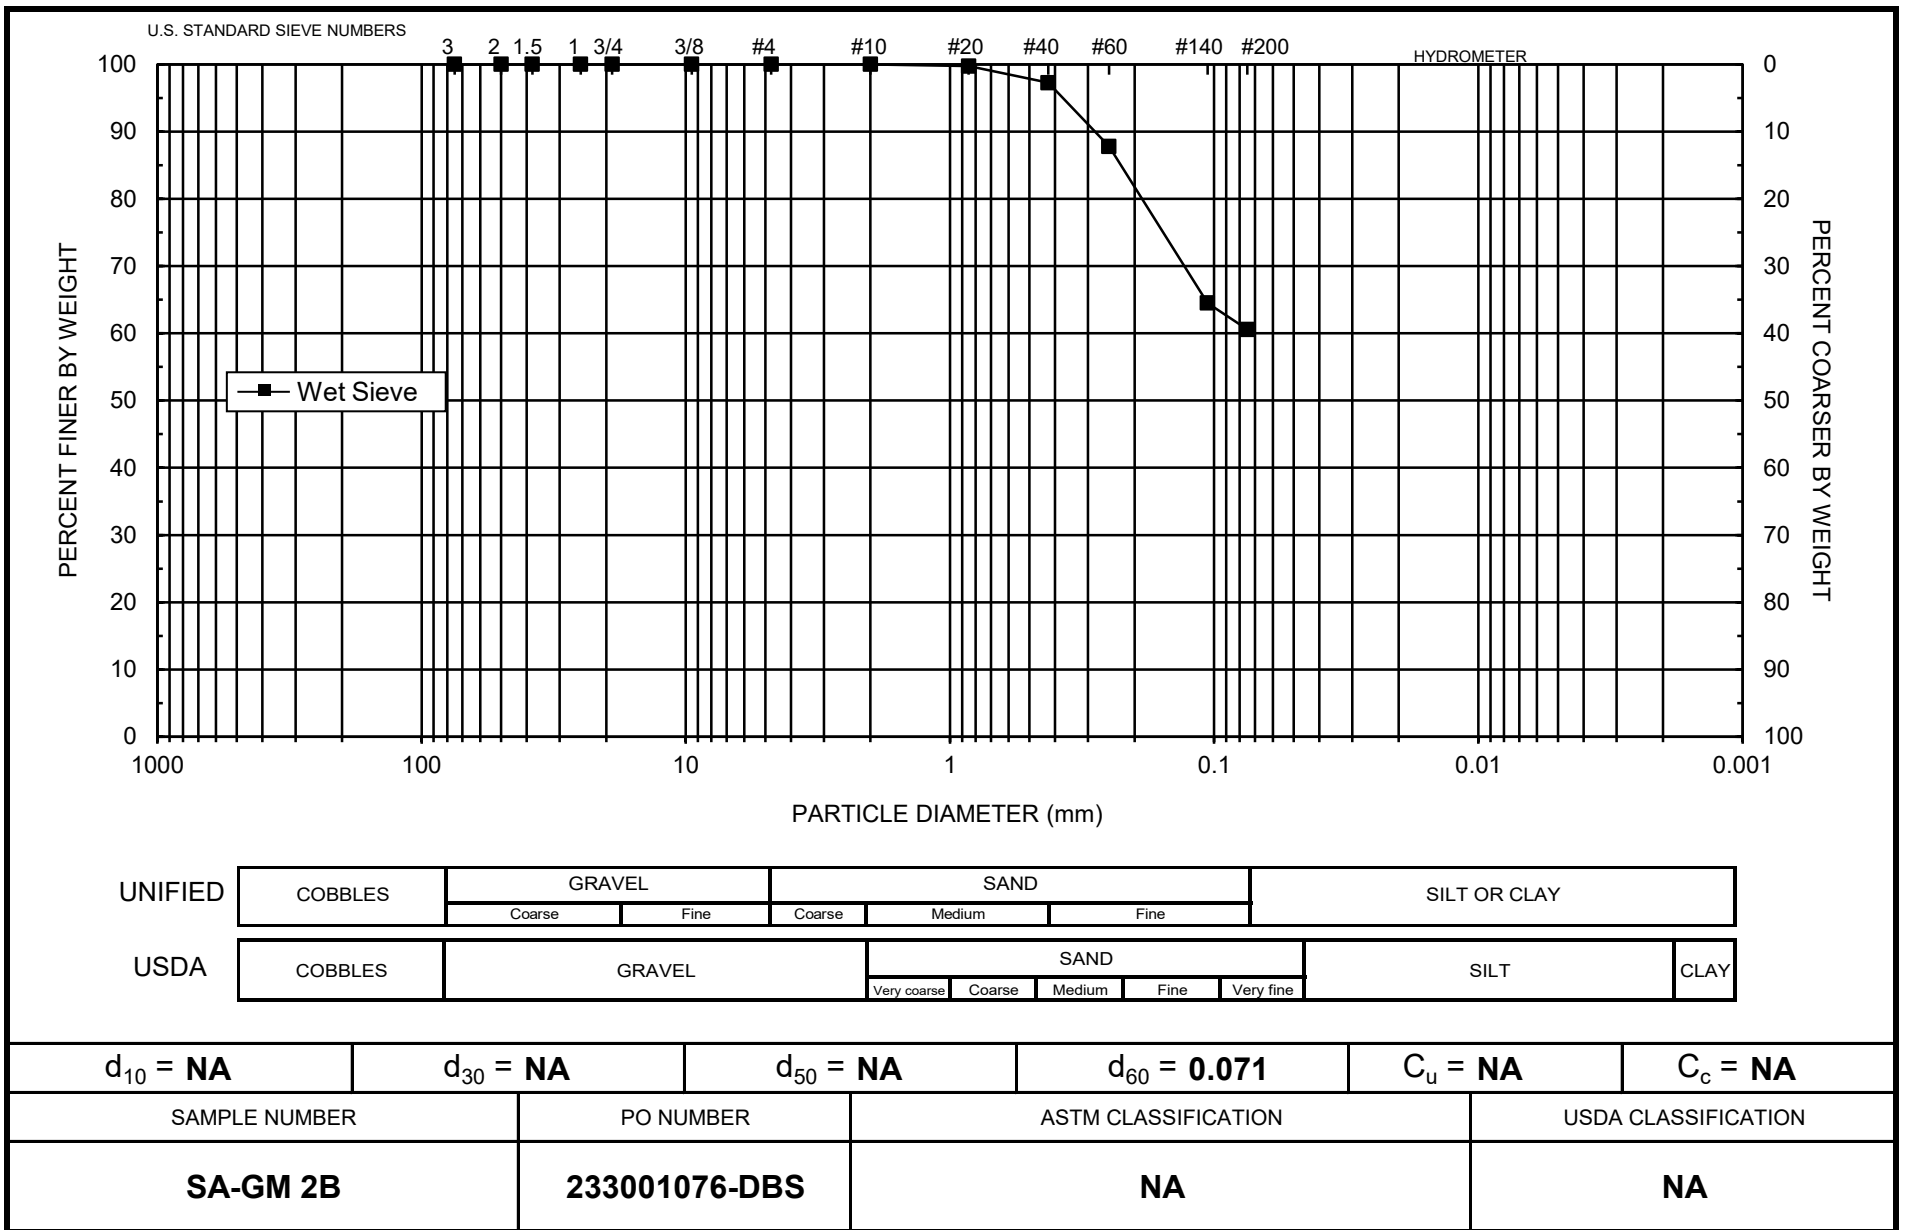 U.S. STANDARD SIEVE NUMBERS
3 2 1.5 1 3/4 3/8 #4 #10 #20 #40 #60 #140 #200
HYDROMETER
100 0
90 10
80 20
70 30
60 40
50 50
40 60
30 70
20 80
10 90
0 100
PERCENT FINER BY WEIGHT
PERCENT COARSER BY WEIGHT
Wet Sieve
1000 100 10 1 0.1 0.01 0.001
PARTICLE DIAMETER (mm)
UNIFIED COBBLES GRAVEL SAND SILT OR CLAY
Coarse Fine Coarse Medium Fine
USDA COBBLES GRAVEL SAND SILT CLAY
Very coarse Coarse Medium Fine Very fine
d10 = NA d30 = NA d50 = NA d60 = 0.071 Cu = NA Cc = NA
SAMPLE NUMBER PO NUMBER ASTM CLASSIFICATION USDA CLASSIFICATION
SA-GM 2B 233001076-DBS NA NA